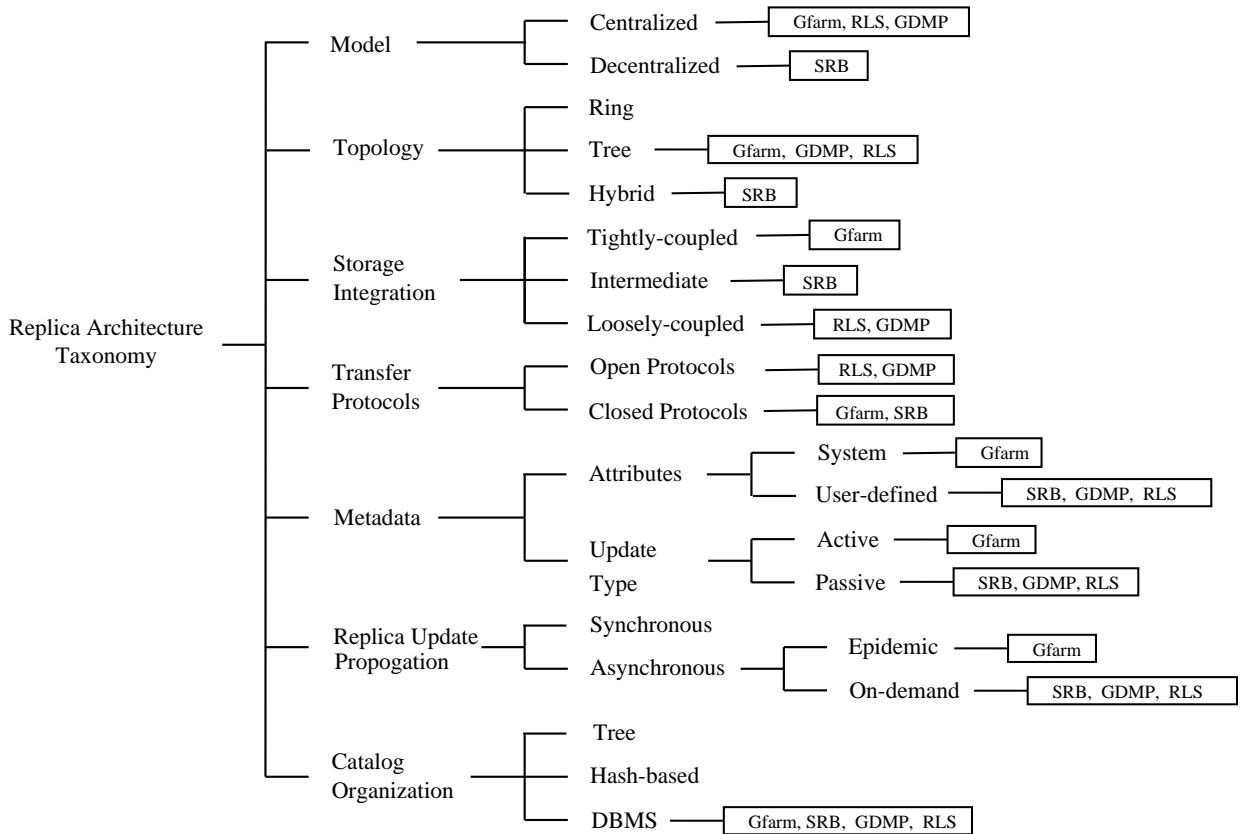 Centralized
Gfarm, RLS, GDMP
Model
Decentralized
SRB
Ring
Topology
Tree
Gfarm, GDMP, RLS
Hybrid
SRB
Tightly-coupled
Gfarm
Storage
Integration
Intermediate
SRB
Loosely-coupled
RLS, GDMP
Replica Architecture
Taxonomy
Transfer
Protocols
Open Protocols
RLS, GDMP
Closed Protocols
Gfarm, SRB
Metadata
Attributes
System
Gfarm
User-defined
SRB, GDMP, RLS
Update
Type
Active
Gfarm
Passive
SRB, GDMP, RLS
Replica Update
Propogation
Synchronous
Asynchronous
Epidemic
Gfarm
On-demand
SRB, GDMP, RLS
Catalog
Organization
Tree
Hash-based
DBMS
Gfarm, SRB, GDMP, RLS